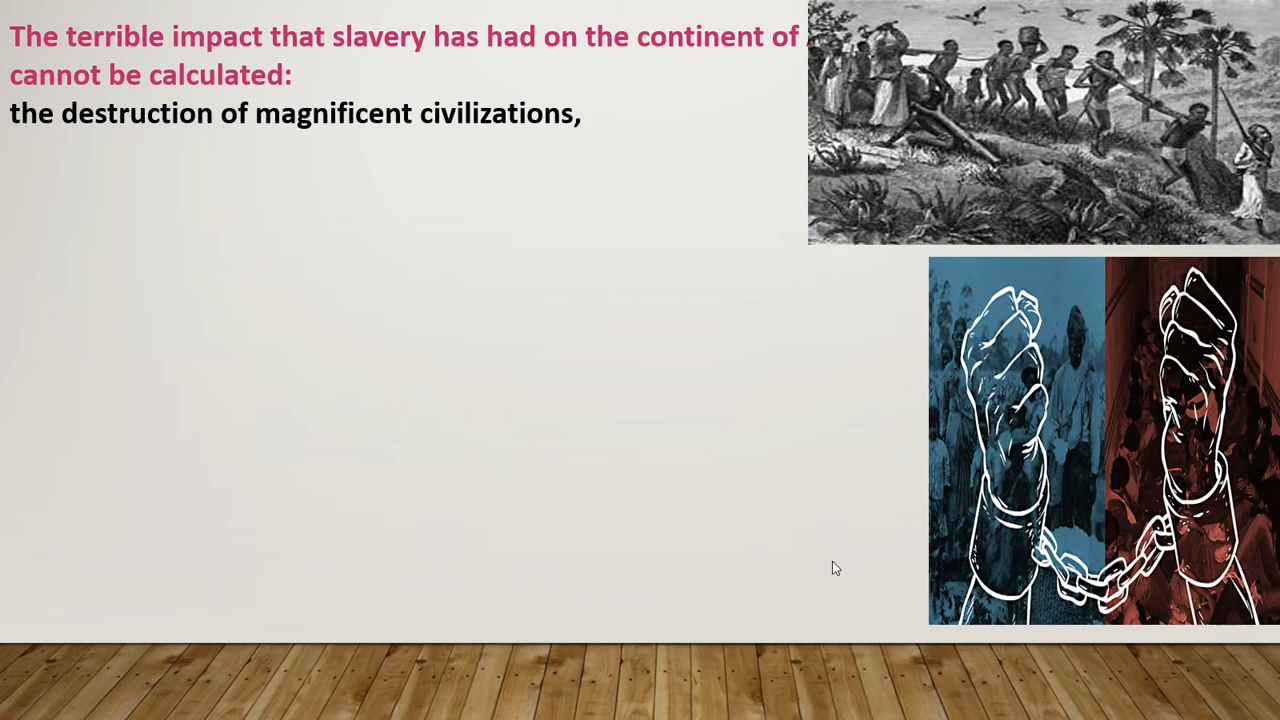 The terrible impact that slavery has had on the continent of
cannot be calculated:
the destruction of magnificent civilizations,